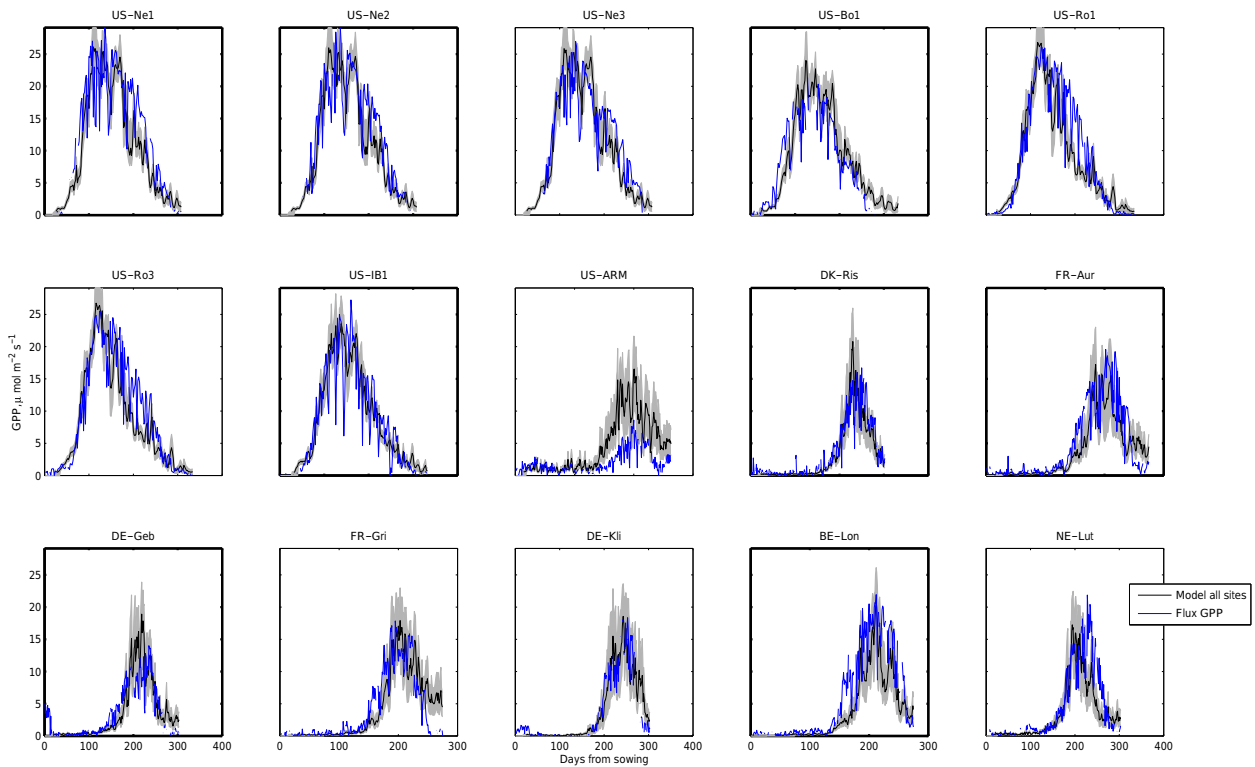 US−Ne1 US−Ne2 US−Ne3 US−Bo1 US−Ro1
25
20
15
10
5
0
US−Ro3 US−IB1 US−ARM DK−Ris FR−Aur
GPP,μ mol m−2 s−1
25
20
15
10
5
0
DE−Geb FR−Gri DE−Kli BE−Lon NE−Lut
25
20
15
10
5
0
Model all sites
Flux GPP
0 100 200 300 400 0 100 200 300 0 100 200 300 400 0 100 200 300 0 100 200 300 400
Days from sowing